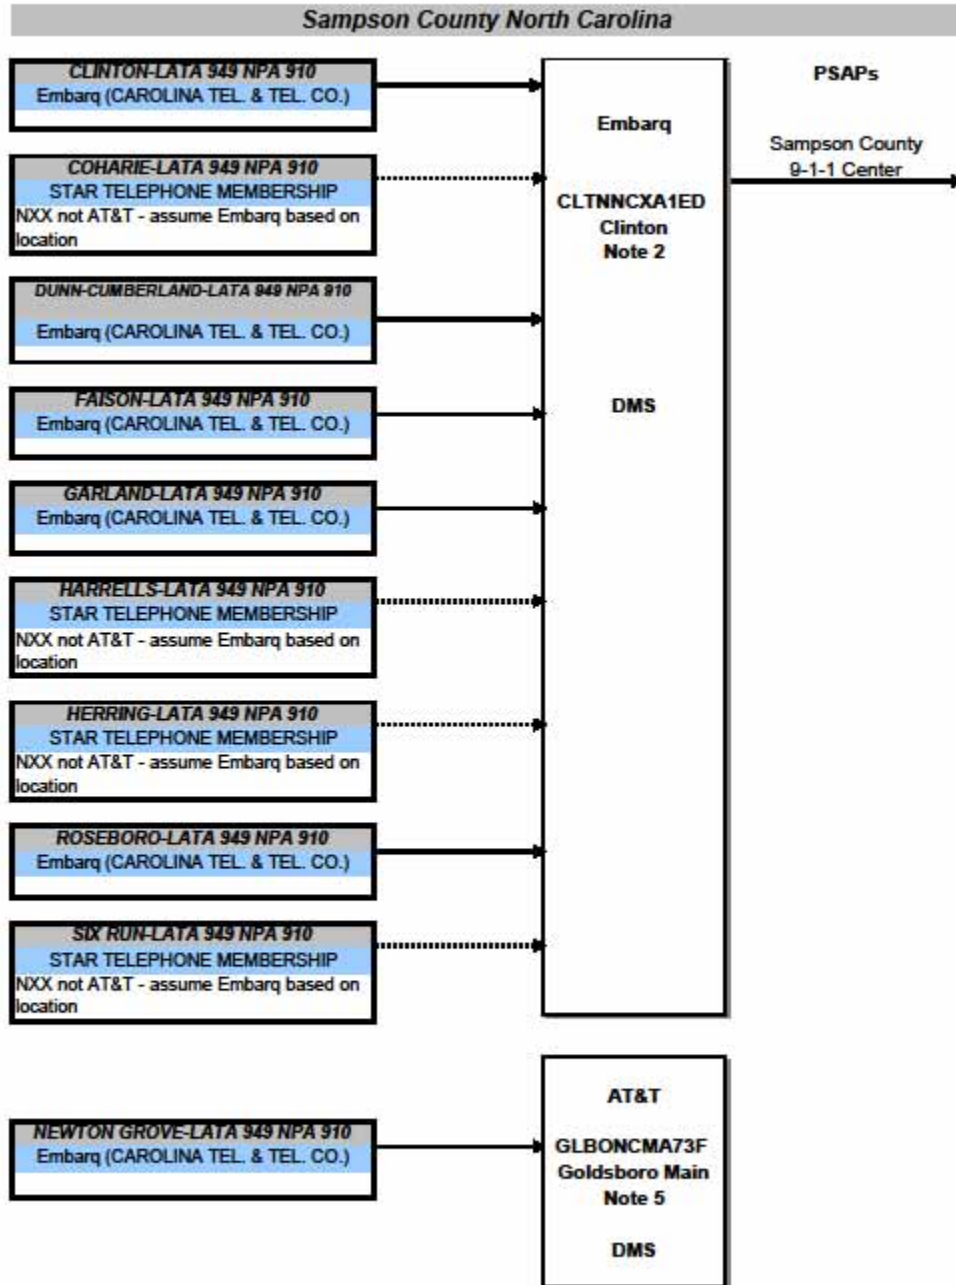 Sampson County North Carolina
CLINTON-LATA 949 NPA 910
Embarq (CAROLINA TEL. & TEL. CO.)
COHARIE-LATA 949 NPA 910
STAR TELEPHONE MEMBERSHIP
NXX not AT&T - assume Embarq based on
location
DUNN-CUMBERLAND-LATA 949 NPA 910
Embarq (CAROLINA TEL. & TEL. CO.)
FAISON-LATA 949 NPA 910
Embarq (CAROLINA TEL. & TEL. CO.)
GARLAND-LATA 949 NPA 910
Embarq (CAROLINA TEL. & TEL. CO.)
HARRELLS-LATA 949 NPA 910
STAR TELEPHONE MEMBERSHIP
NXX not AT&T - assume Embarq based on
location
HERRING-LATA 949 NPA 910
STAR TELEPHONE MEMBERSHIP
NXX not AT&T - assume Embarq based on
location
ROSEBORO-LATA 949 NPA 910
Embarq (CAROLINA TEL. & TEL. CO.)
SIX RUN-LATA 949 NPA 910
STAR TELEPHONE MEMBERSHIP
NXX not AT&T - assume Embarq based on
location
NEWTON GROVE-LATA 949 NPA 910
Embarq (CAROLINA TEL. & TEL. CO.)
Embarq
CLTNNCXA1ED
Clinton
Note 2
DMS
AT&T
GLBONCMA73F
Goldsboro Main
Note 5
DMS
PSAPs
Sampson County
9-1-1 Center